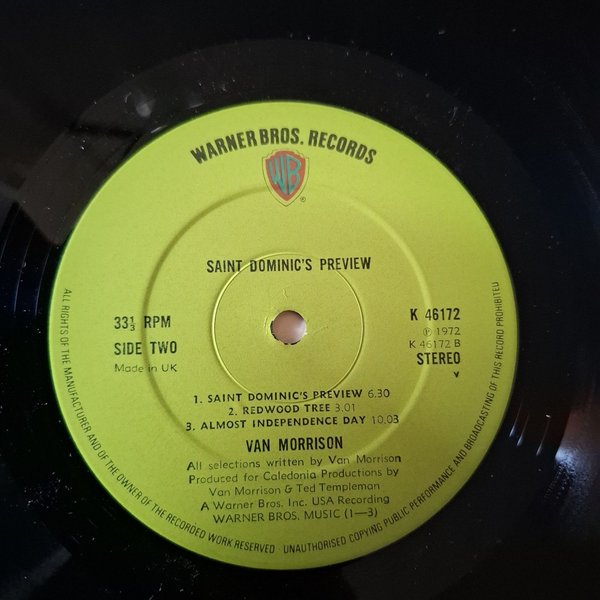 WARNER BROS. RECORDS
WB
®
SAINT DOMINIC'S PREVIEW
33⅓ RPM
SIDE TWO
Made in UK
K 46172
℗ 1972
K 46172 B
STEREO
v
1. SAINT DOMINIC'S PREVIEW 6.30
2. REDWOOD TREE 3.01
3. ALMOST INDEPENDENCE DAY 10.03
VAN MORRISON
All selections written by Van Morrison
Produced for Caledonia Productions by
Van Morrison & Ted Templeman
A Warner Bros. Inc. USA Recording
WARNER BROS. MUSIC (1—3)
ALL RIGHTS OF THE MANUFACTURER AND OF THE OWNER OF THE RECORDED WORK RESERVED · UNAUTHORISED COPYING PUBLIC PERFORMANCE AND BROADCASTING OF THIS RECORD PROHIBITED